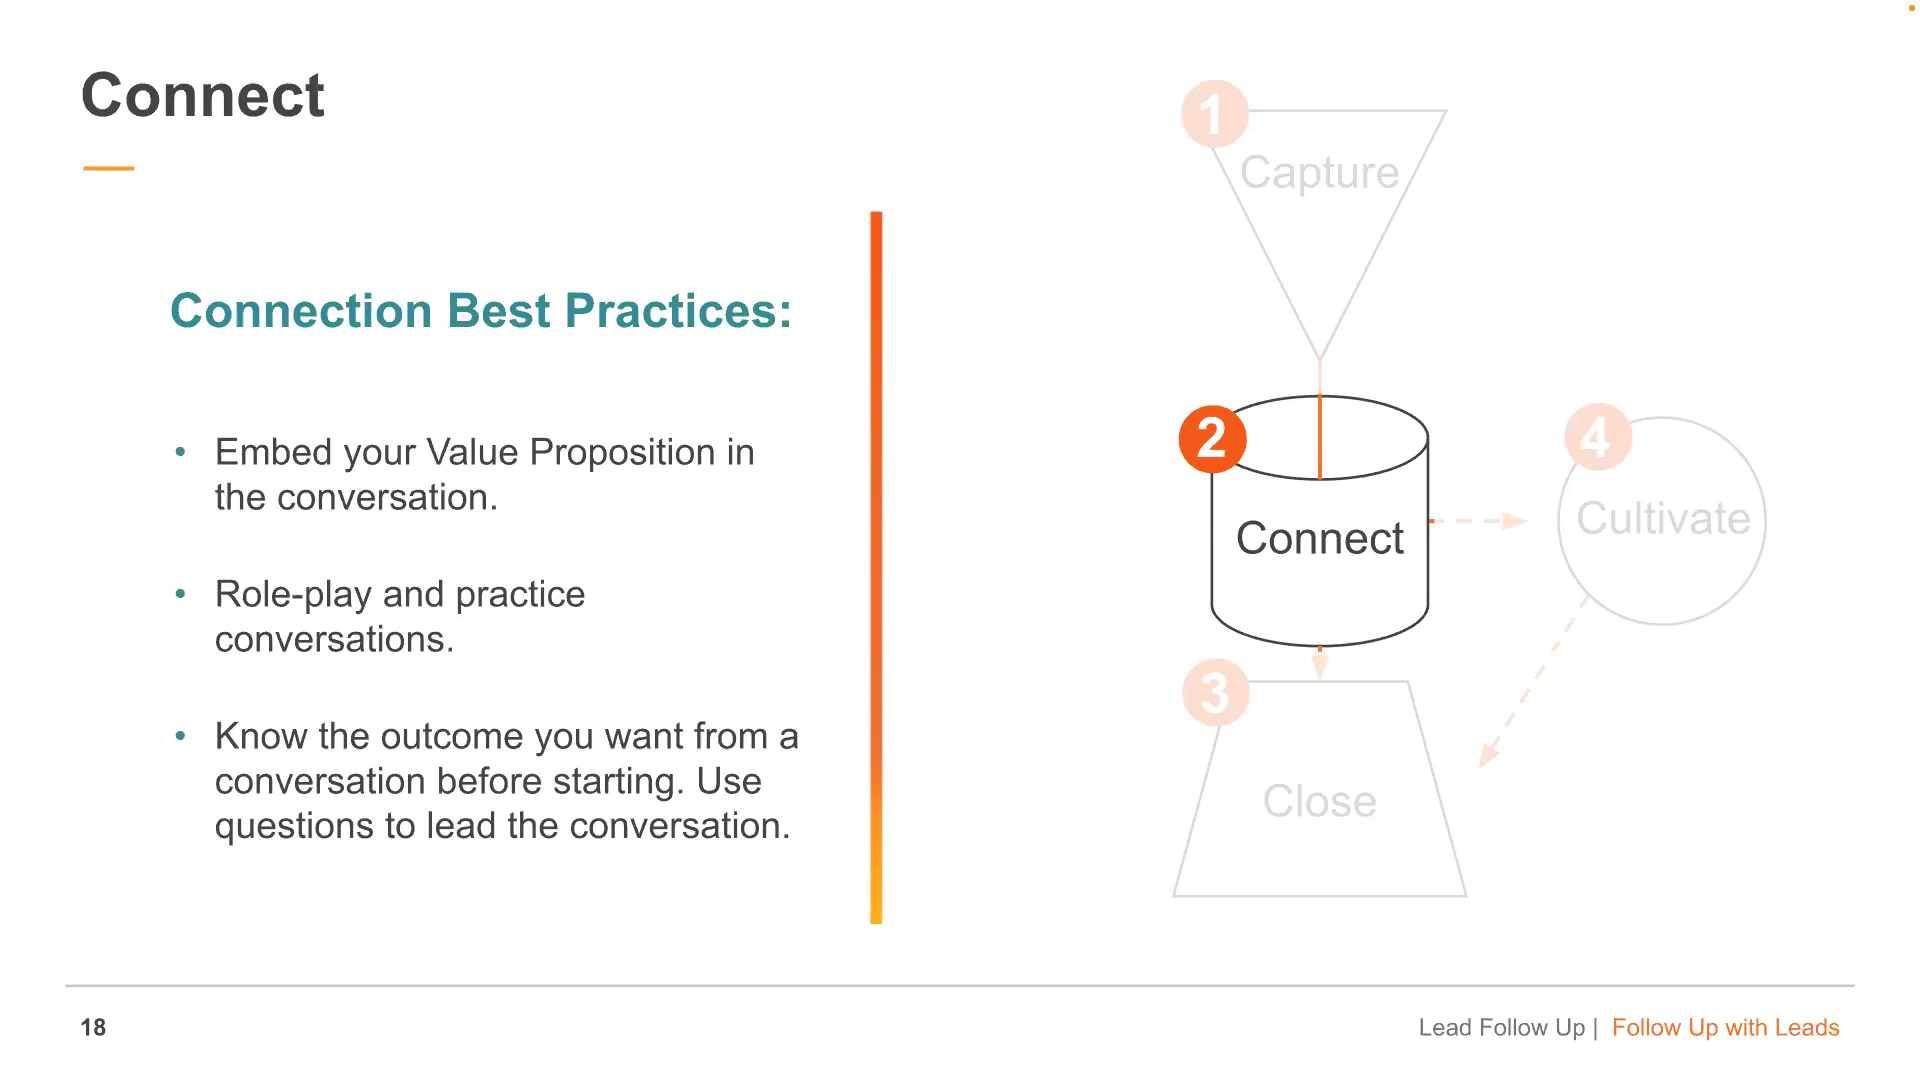 Connect
Connection Best Practices:
• Embed your Value Proposition in
the conversation.
• Role-play and practice
conversations.
• Know the outcome you want from a
conversation before starting. Use
questions to lead the conversation.
1
Capture
2
Connect
4
Cultivate
3
Close
18
Lead Follow Up | Follow Up with Leads